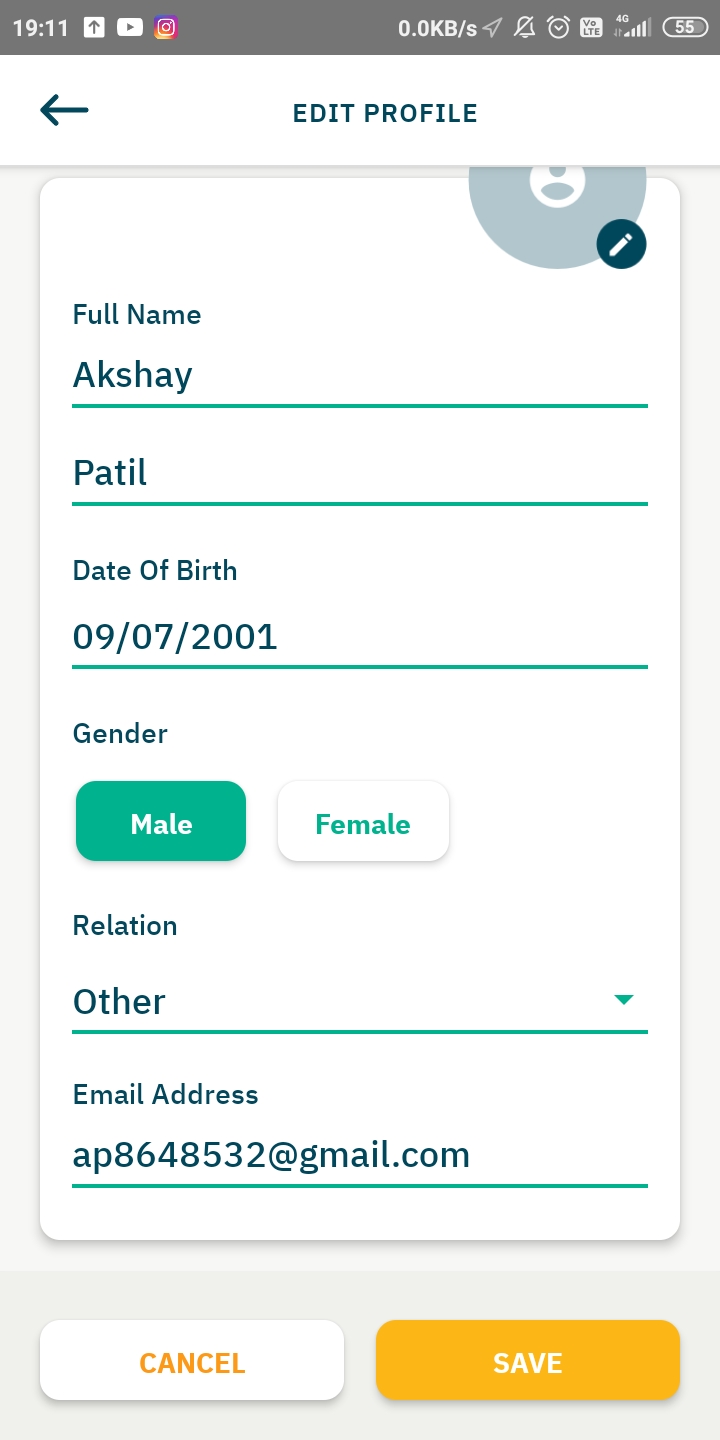 19:11 0.0KB/s Vo LTE 4G 55
EDIT PROFILE
Full Name
Akshay
Patil
Date Of Birth
09/07/2001
Gender
Male Female
Relation
Other
Email Address
ap8648532@gmail.com
CANCEL SAVE